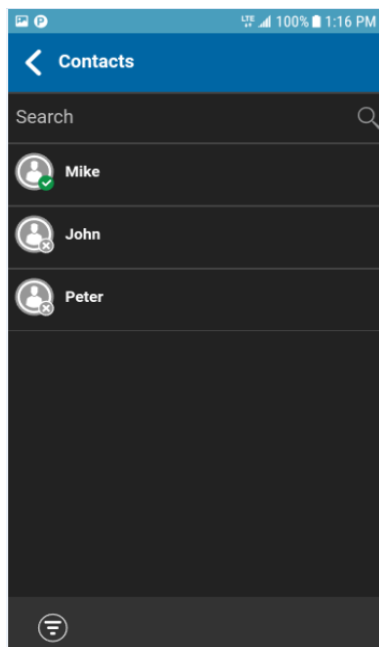 P LTE 100% 1:16 PM
Contacts
Search
Mike
John
Peter